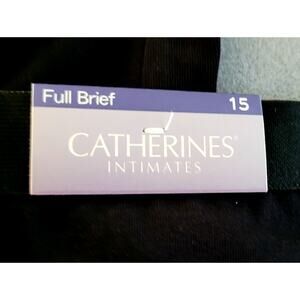 Full Brief 15
CATHERINES®
INTIMATES